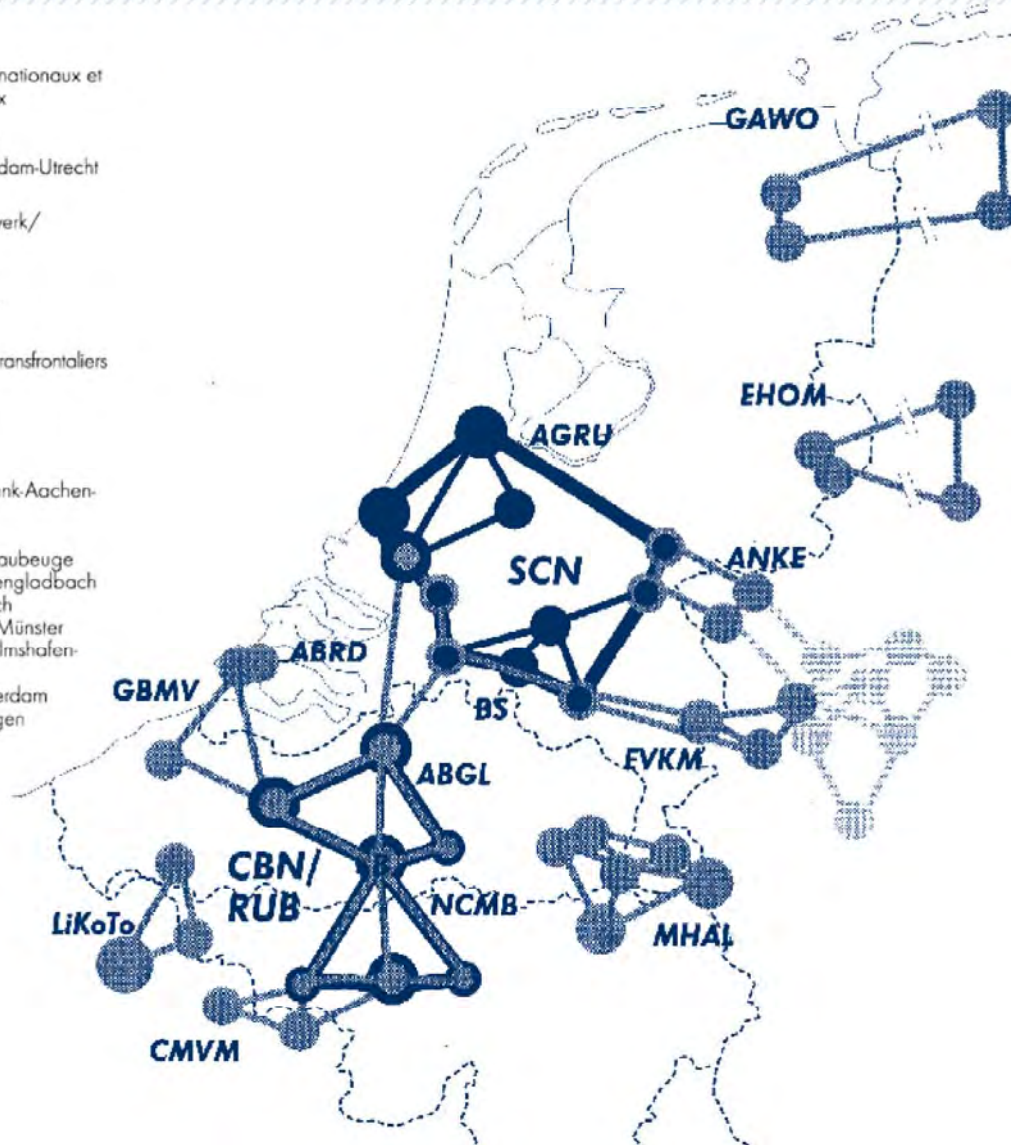 nationaux et
x
dam-Utrecht
verk/
ransfrontaliers
nk-Aachen-
aubeuge
engladbach
ch
Münster
lmshafen-
erdam
gen
GAWO
EHOM
AGRU
SCN
ANKE
ABRD
GBMV
BS
EVKM
ABGL
CBN/
RUB
NCMB
LiKoTo
MHAL
CMVM
B